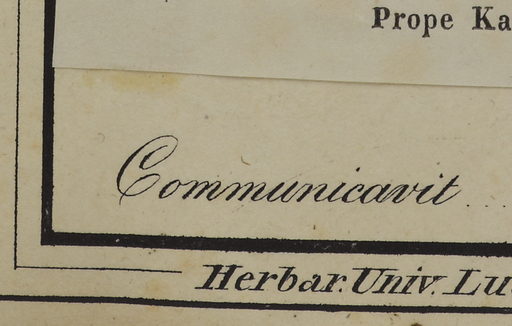 Prope Ka
Communicavit
Herbar. Univ. Lu